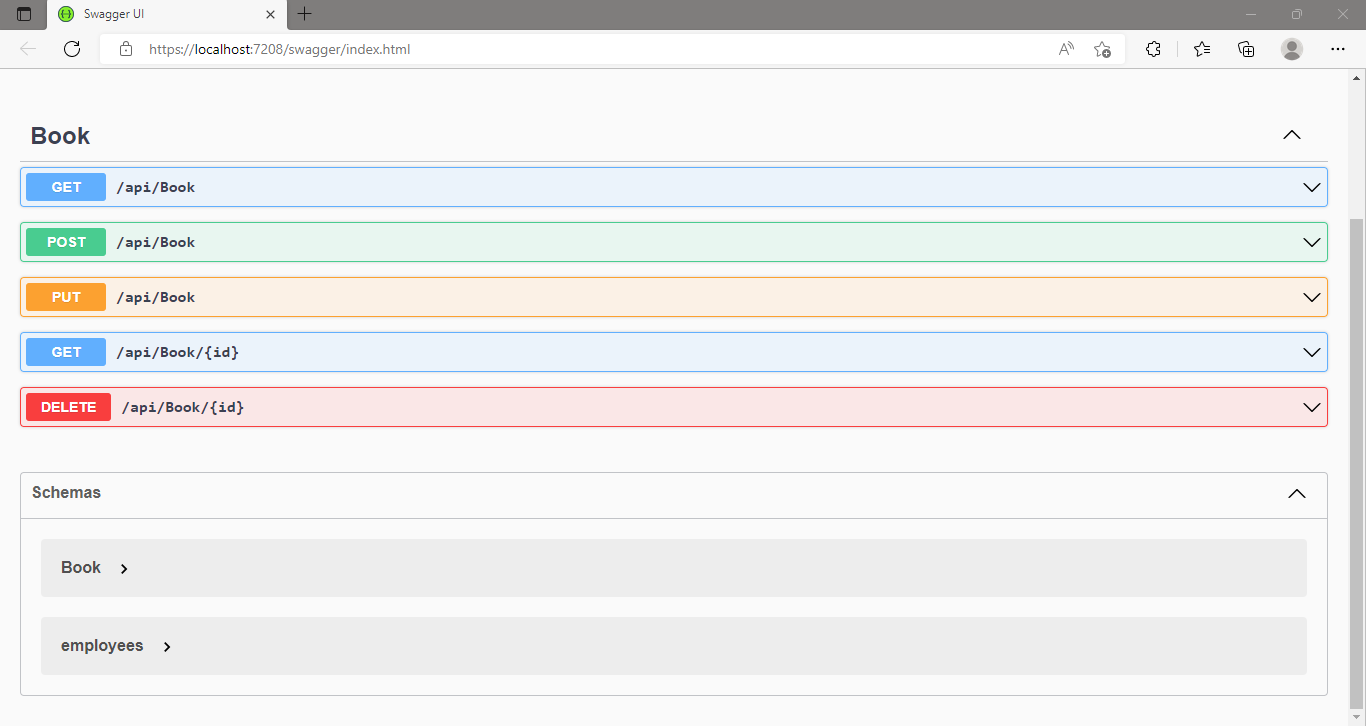 Swagger UI
https://localhost:7208/swagger/index.html
Book
GET /api/Book
POST /api/Book
PUT /api/Book
GET /api/Book/{id}
DELETE /api/Book/{id}
Schemas
Book
employees